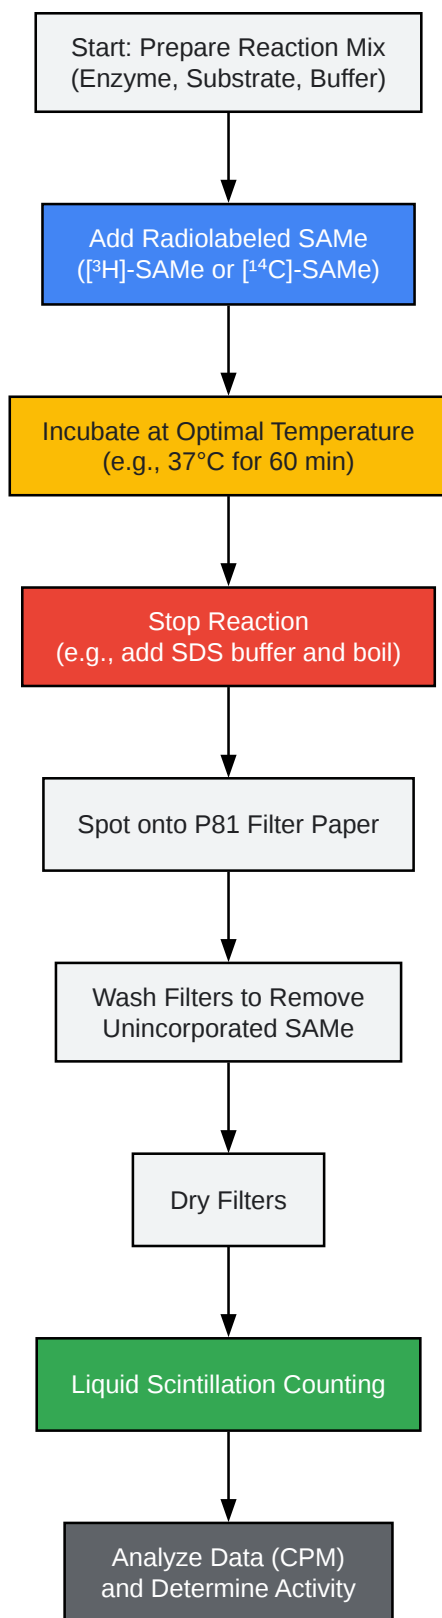 Start: Prepare Reaction Mix
(Enzyme, Substrate, Buffer)
Add Radiolabeled SAMe
([³H]-SAMe or [¹⁴C]-SAMe)
Incubate at Optimal Temperature
(e.g., 37°C for 60 min)
Stop Reaction
(e.g., add SDS buffer and boil)
Spot onto P81 Filter Paper
Wash Filters to Remove
Unincorporated SAMe
Dry Filters
Liquid Scintillation Counting
Analyze Data (CPM)
and Determine Activity